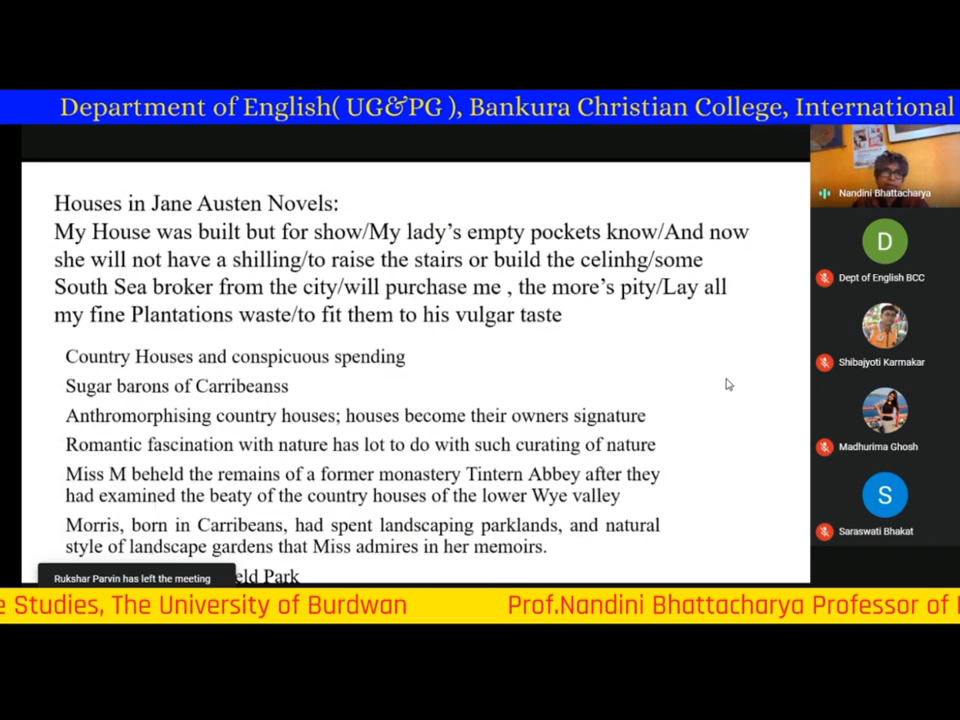 Department of English( UG&PG ), Bankura Christian College, International
Houses in Jane Austen Novels:
My House was built but for show/My lady's empty pockets know/And now
she will not have a shilling/to raise the stairs or build the celinhg/some
South Sea broker from the city/will purchase me , the more's pity/Lay all
my fine Plantations waste/to fit them to his vulgar taste
Country Houses and conspicuous spending
Sugar barons of Carribeanss
Anthromorphising country houses; houses become their owners signature
Romantic fascination with nature has lot to do with such curating of nature
Miss M beheld the remains of a former monastery Tintern Abbey after they
had examined the beaty of the country houses of the lower Wye valley
Morris, born in Carribeans, had spent landscaping parklands, and natural
style of landscape gardens that Miss admires in her memoirs.
eld Park
Rukshar Parvin has left the meeting
Nandini Bhattacharya
D
Dept of English BCC
Shibajyoti Karmakar
Madhurima Ghosh
S
Saraswati Bhakat
e Studies, The University of Burdwan Prof.Nandini Bhattacharya Professor of